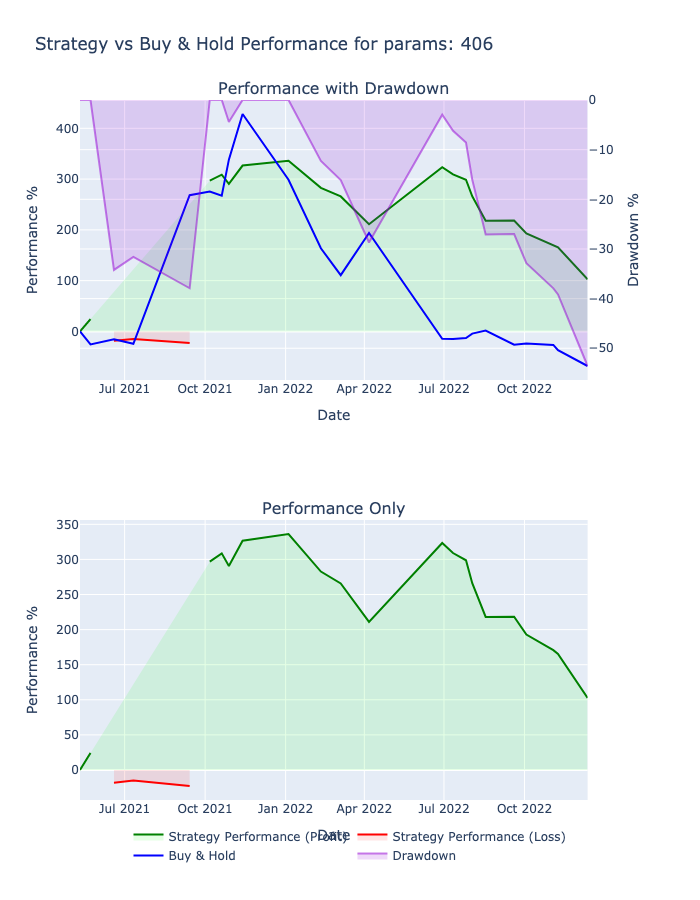 Strategy vs Buy & Hold Performance for params: 406
Performance with Drawdown
400
300
200
100
0
Performance %
0
−10
−20
−30
−40
−50
Drawdown %
Jul 2021 Oct 2021 Jan 2022 Apr 2022 Jul 2022 Oct 2022
Date
Performance Only
350
300
250
200
150
100
50
0
Performance %
Jul 2021 Oct 2021 Jan 2022 Apr 2022 Jul 2022 Oct 2022
Date
Strategy Performance (Profit) Strategy Performance (Loss)
Buy & Hold Drawdown